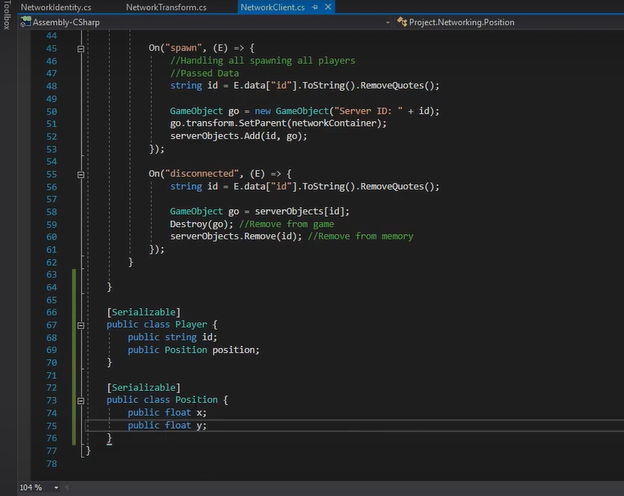 Toolbox
NetworkIdentity.cs NetworkTransform.cs NetworkClient.cs
Assembly-CSharp Project.Networking.Position
44
45 On("spawn", (E) => {
46 //Handling all spawning all players
47 //Passed Data
48 string id = E.data["id"].ToString().RemoveQuotes();
49
50 GameObject go = new GameObject("Server ID: " + id);
51 go.transform.SetParent(networkContainer);
52 serverObjects.Add(id, go);
53 });
54
55 On("disconnected", (E) => {
56 string id = E.data["id"].ToString().RemoveQuotes();
57
58 GameObject go = serverObjects[id];
59 Destroy(go); //Remove from game
60 serverObjects.Remove(id); //Remove from memory
61 });
62 }
63
64 }
65
66 [Serializable]
67 public class Player {
68 public string id;
69 public Position position;
70 }
71
72 [Serializable]
73 public class Position {
74 public float x;
75 public float y;
76 }
77 }
78
104 %